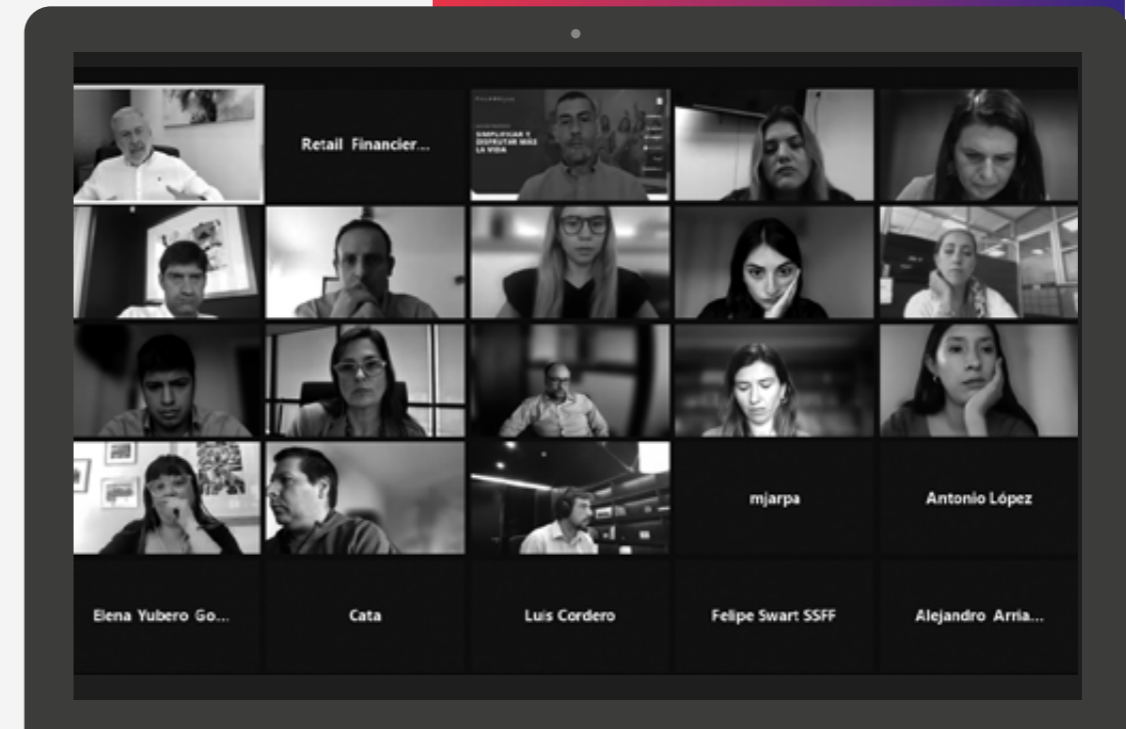 Retail Financier...
SIMPLIFICAR Y
DISFRUTAR MÁS
LA VIDA
mjarpa
Antonio López
Elena Yubero Go...
Cata
Luis Cordero
Felipe Swart SSFF
Alejandro Arria...